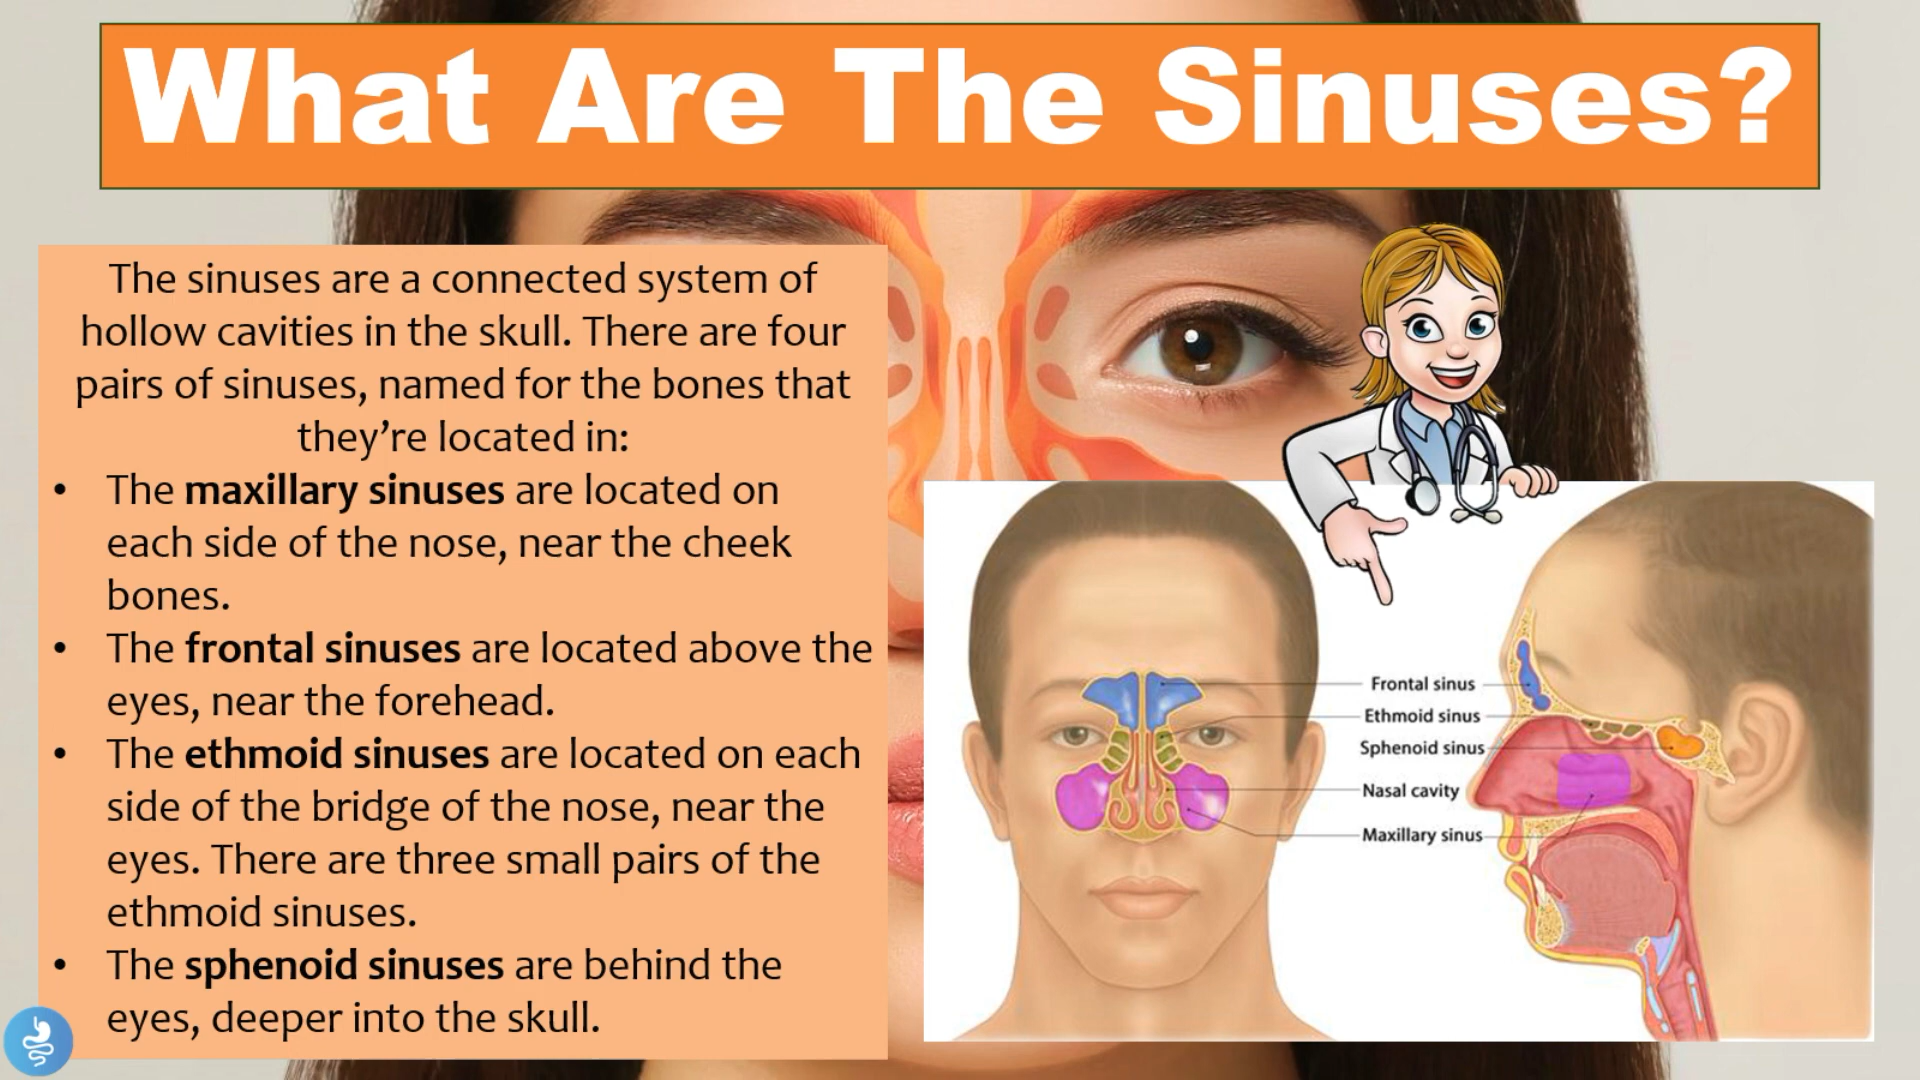 What Are The Sinuses?
The sinuses are a connected system of
hollow cavities in the skull. There are four
pairs of sinuses, named for the bones that
they’re located in:
• The maxillary sinuses are located on
each side of the nose, near the cheek
bones.
• The frontal sinuses are located above the
eyes, near the forehead.
• The ethmoid sinuses are located on each
side of the bridge of the nose, near the
eyes. There are three small pairs of the
ethmoid sinuses.
• The sphenoid sinuses are behind the
eyes, deeper into the skull.
Frontal sinus
Ethmoid sinus
Sphenoid sinus
Nasal cavity
Maxillary sinus